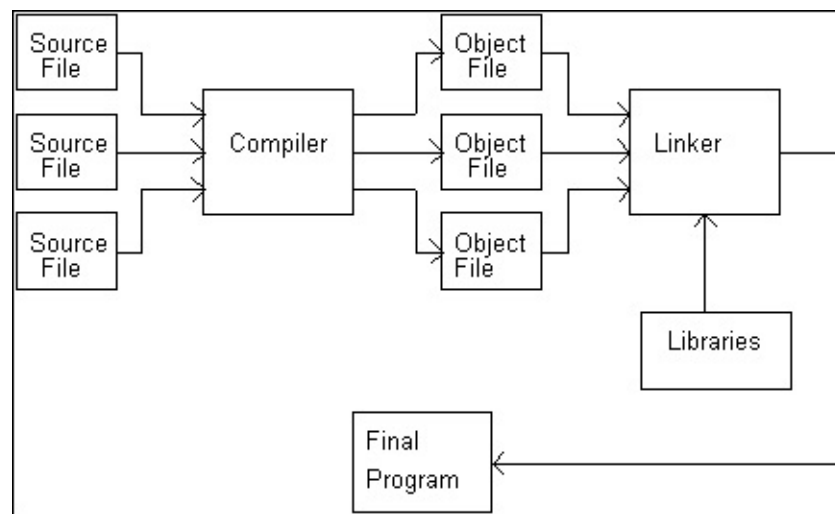 Source
File
Source
File
Source
File
Compiler
Object
File
Object
File
Object
File
Linker
Libraries
Final
Program